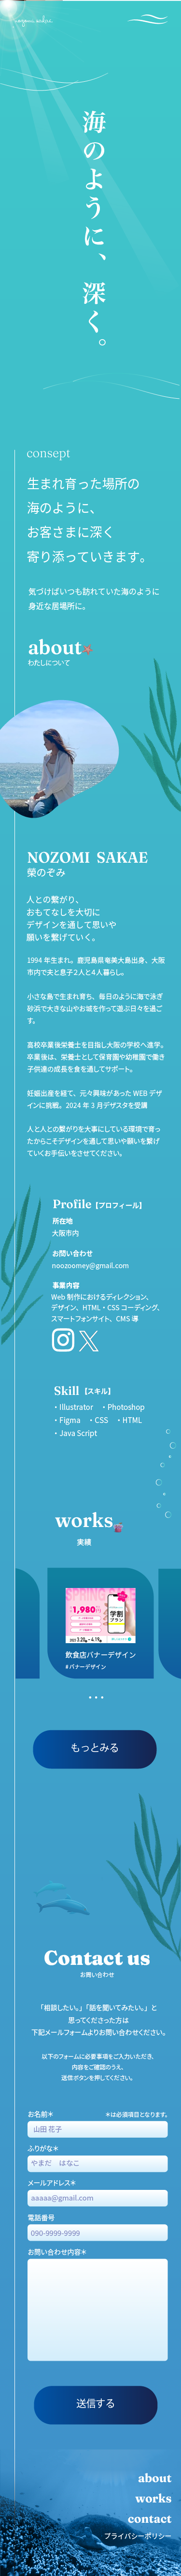 nozomi sakai
海のように、
深く。
consept
生まれ育った場所の
海のように、
お客さまに深く
寄り添っていきます。
気づけばいつも訪れていた海のように
身近な居場所に。
about
わたしについて
NOZOMI SAKAE
榮のぞみ
人との繋がり、
おもてなしを大切に
デザインを通して思いや
願いを繋げていく。
1994 年生まれ。鹿児島県奄美大島出身、大阪
市内で夫と息子２人と４人暮らし。
小さな島で生まれ育ち、毎日のように海で泳ぎ
砂浜で大きな山やお城を作って遊ぶ日々を過ご
す。
高校卒業後栄養士を目指し大阪の学校へ進学。
卒業後は、栄養士として保育園や幼稚園で働き
子供達の成長を食を通してサポート。
妊娠出産を経て、元々興味があった WEB デザ
インに挑戦。2024 年 3 月デザスタを受講
人と人との繋がりを大事にしている環境で育っ
たからこそデザインを通して思いや願いを繋げ
ていくお手伝いをさせてください。
Profile【プロフィール】
所在地
大阪市内
お問い合わせ
noozoomey@gmail.com
事業内容
Web 制作におけるディレクション、
デザイン、HTML・CSS コーディング、
スマートフォンサイト、CMS 導
Skill【スキル】
・Illustrator ・Photoshop
・Figma ・CSS ・HTML
・Java Script
works
実績
1,980円
学割
プラン
3.20 4.19
飲食店バナーデザイン
# バナーデザイン
もっとみる
Contact us
お問い合わせ
「相談したい。」「話を聞いてみたい。」と
思ってくださった方は
下記メールフォームよりお問い合わせください。
以下のフォームに必要事項をご入力いただき、
内容をご確認のうえ、
送信ボタンを押してください。
お名前＊ ＊は必須項目となります。
山田 花子
ふりがな＊
やまだ はなこ
メールアドレス＊
aaaaa@gmail.com
電話番号
090-9999-9999
お問い合わせ内容＊
送信する
about
works
contact
プライバシーポリシー